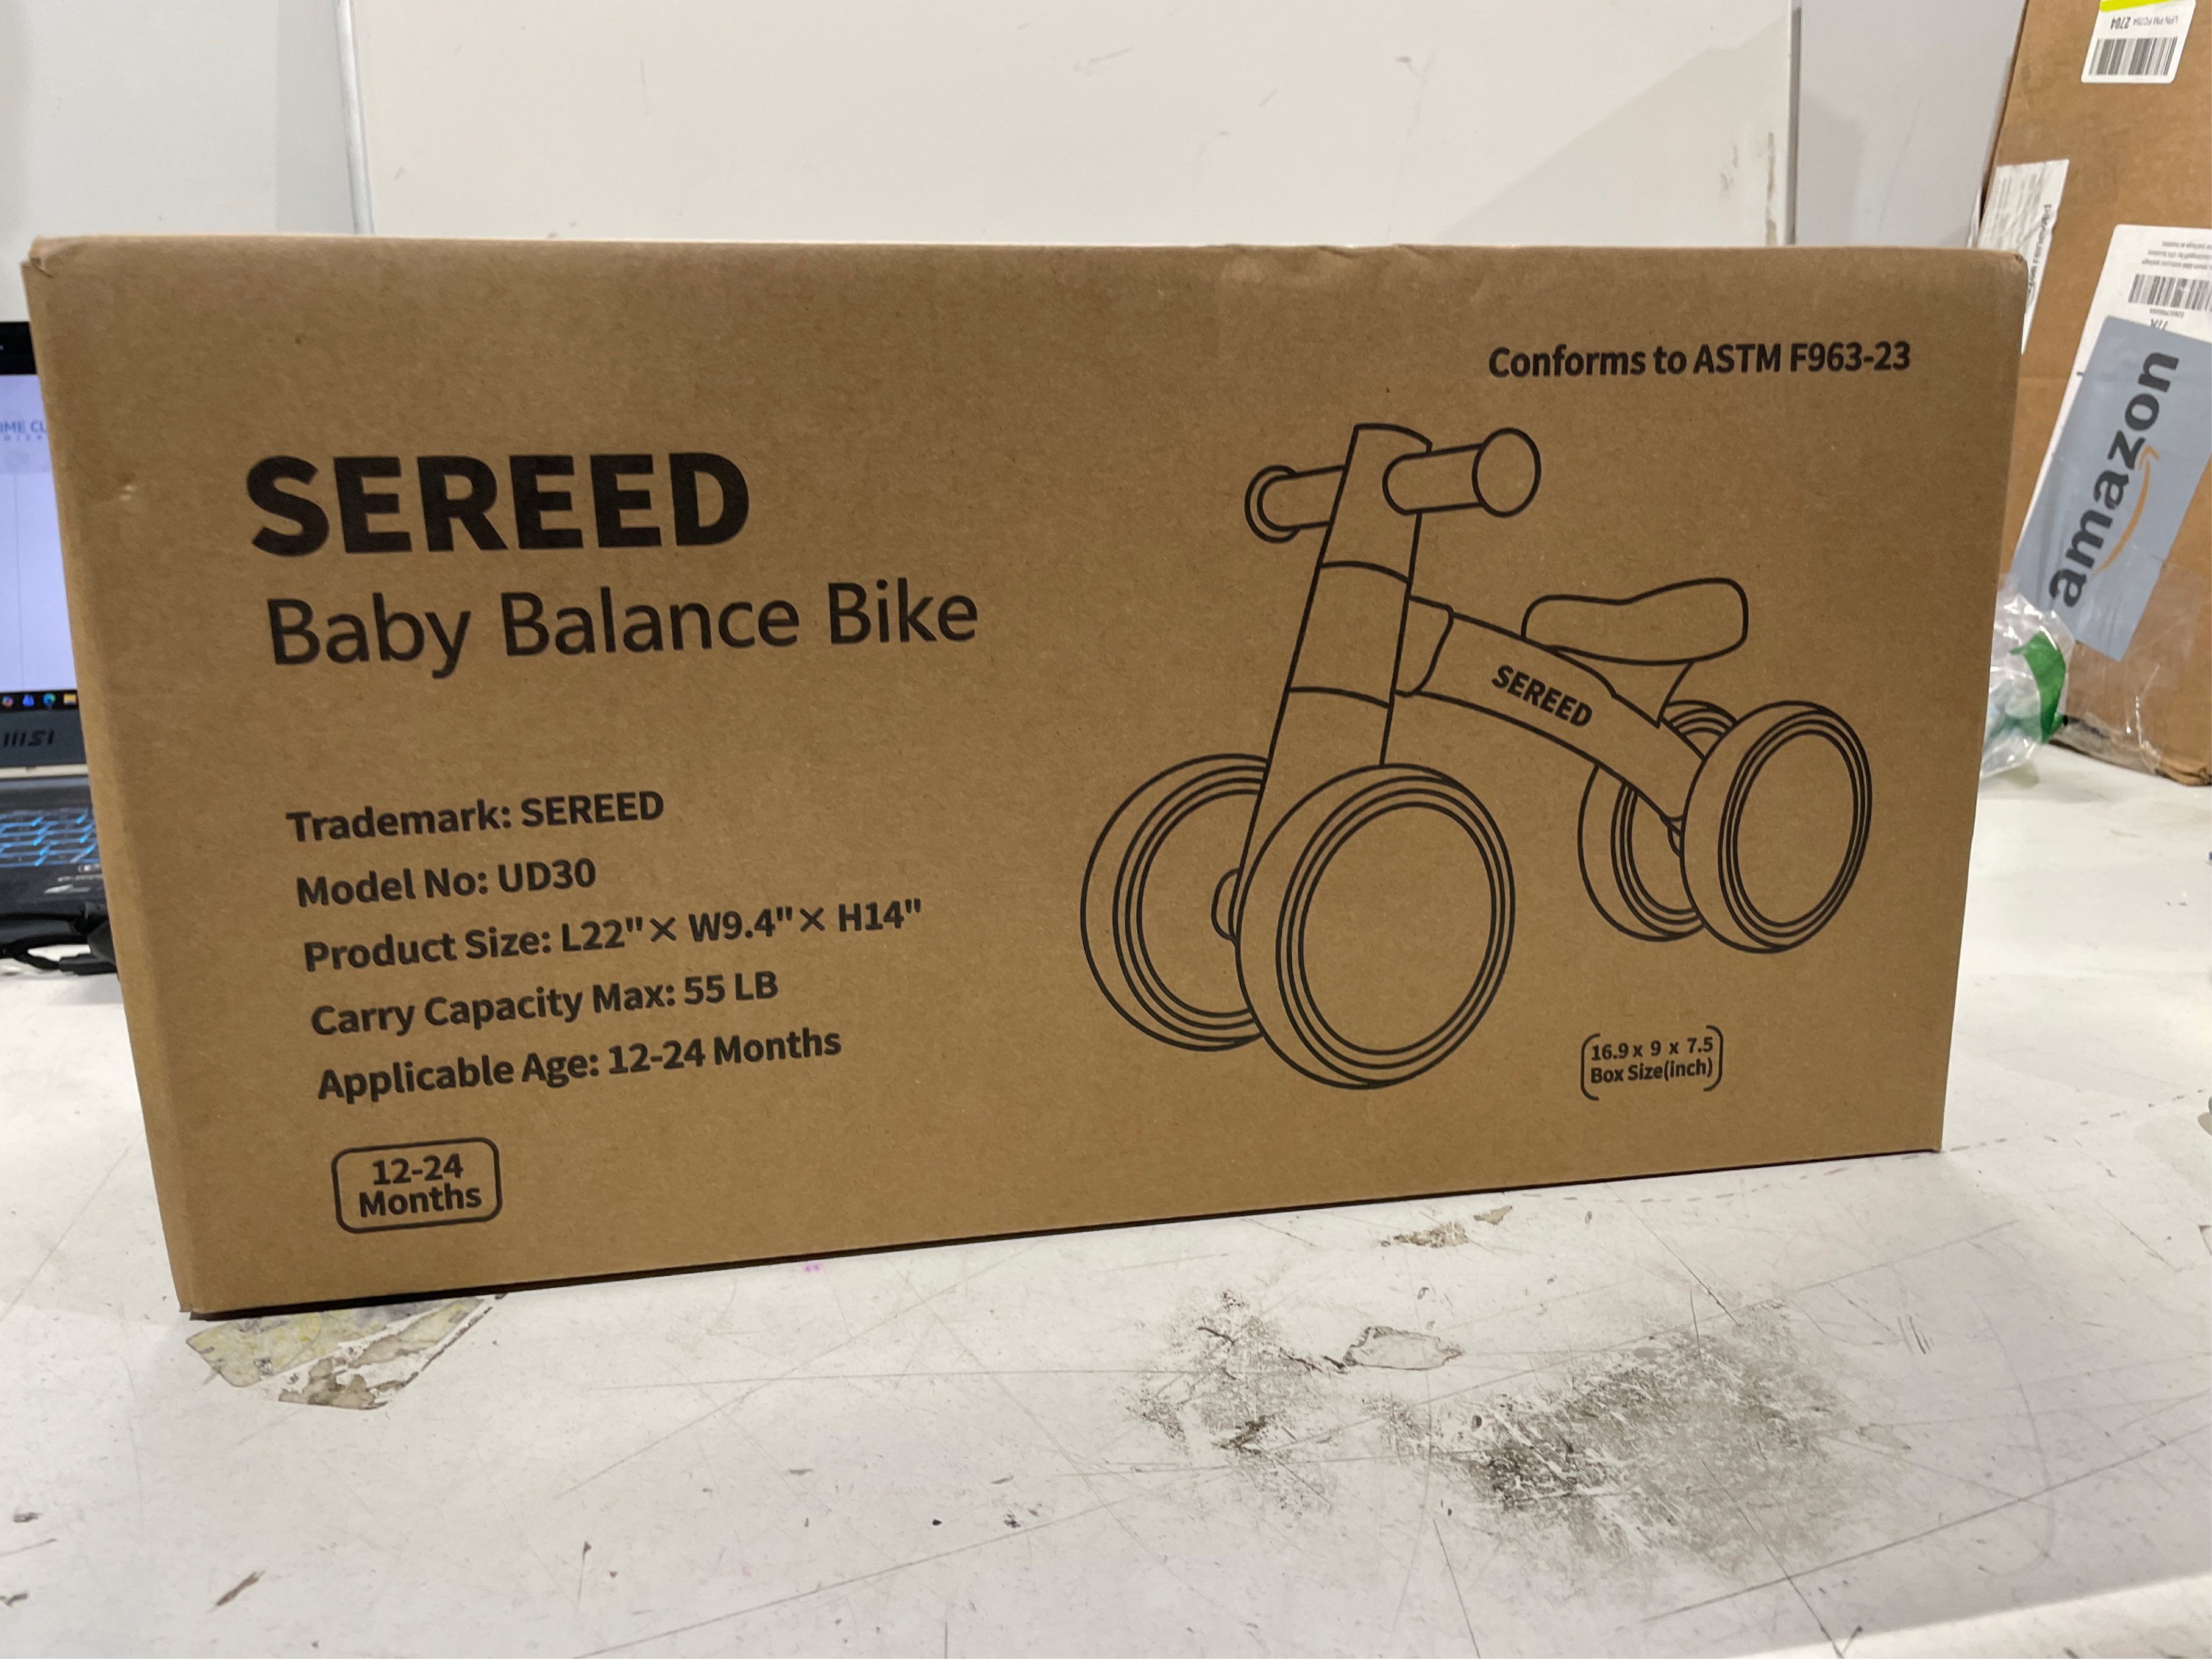 Conforms to ASTM F963-23
SEREED
Baby Balance Bike
SEREED
Trademark: SEREED
Model No: UD30
Product Size: L22"× W9.4"× H14"
Carry Capacity Max: 55 LB
Applicable Age: 12-24 Months
16.9 x 9 x 7.5
Box Size(inch)
12-24
Months
amazon
msi
2704